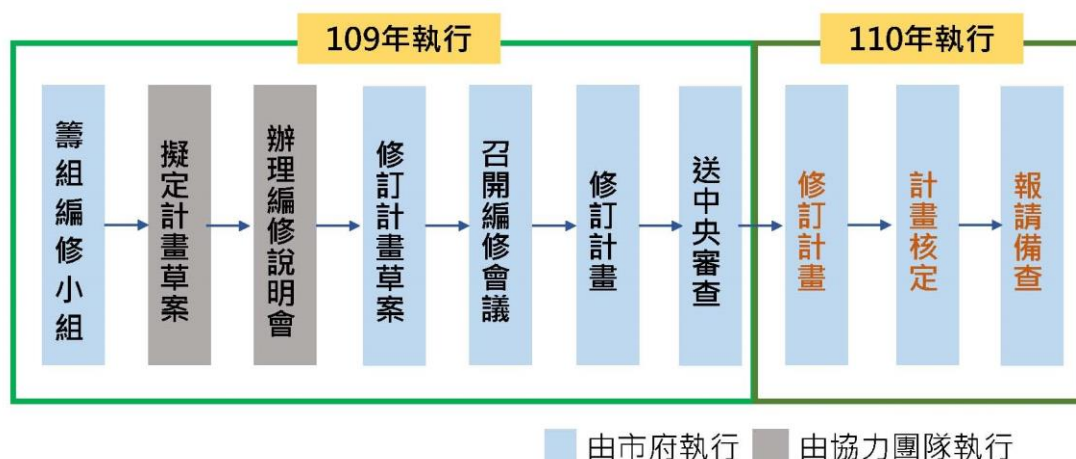 109年執行
110年執行
籌組編修小組
擬定計畫草案
辦理編修說明會
修訂計畫草案
召開編修會議
修訂計畫
送中央審查
修訂計畫
計畫核定
報請備查
由市府執行
由協力團隊執行